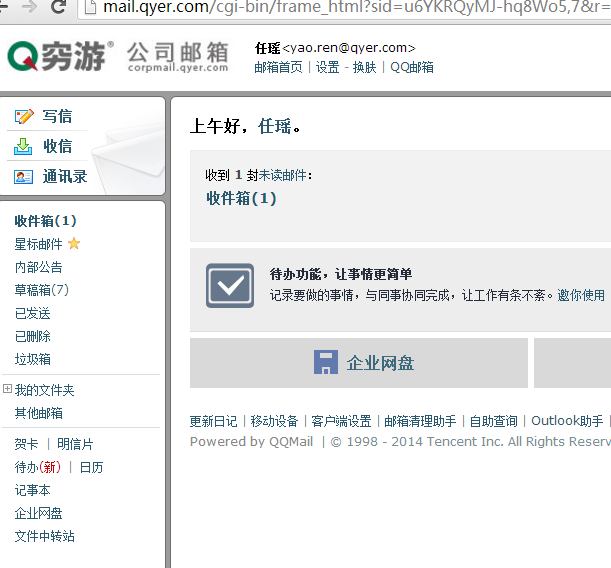 mail.qyer.com/cgi-bin/frame_html?sid=u6YKRQyMJ-hq8Wo5,7&r=
穷游® 公司邮箱
corpmail.qyer.com
任瑶<yao.ren@qyer.com>
邮箱首页 | 设置 - 换肤 | QQ邮箱
写信
收信
通讯录
上午好，任瑶。
收到 1 封未读邮件：
收件箱(1)
待办功能，让事情更简单
记录要做的事情，与同事协同完成，让工作有条不紊。邀你使用
企业网盘
更新日记 | 移动设备 | 客户端设置 | 邮箱清理助手 | 自助查询 | Outlook助手 |
Powered by QQMail | © 1998 - 2014 Tencent Inc. All Rights Reserv
收件箱(1)
星标邮件
内部公告
草稿箱(7)
已发送
已删除
垃圾箱
我的文件夹
其他邮箱
贺卡 | 明信片
待办(新) | 日历
记事本
企业网盘
文件中转站